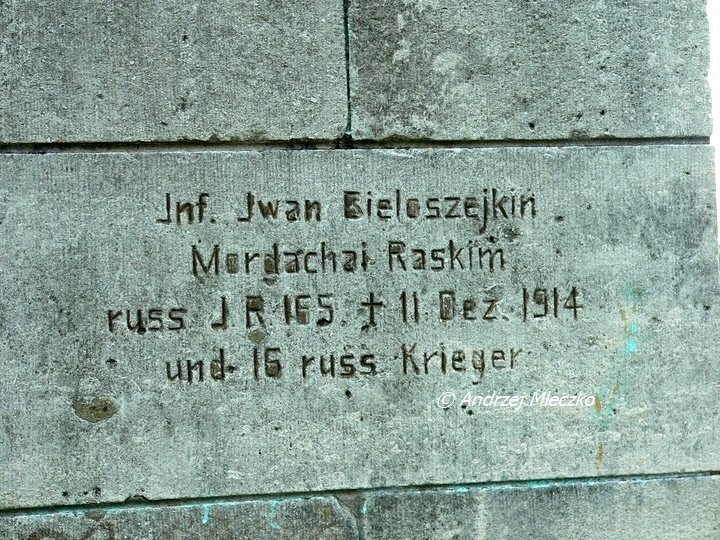 Jnf. Jwan Bieloszejkin
Mordachai Raskim
russ J R 165. † 11 Dez. 1914
und 16 russ Krieger
© Andrzej Mleczko